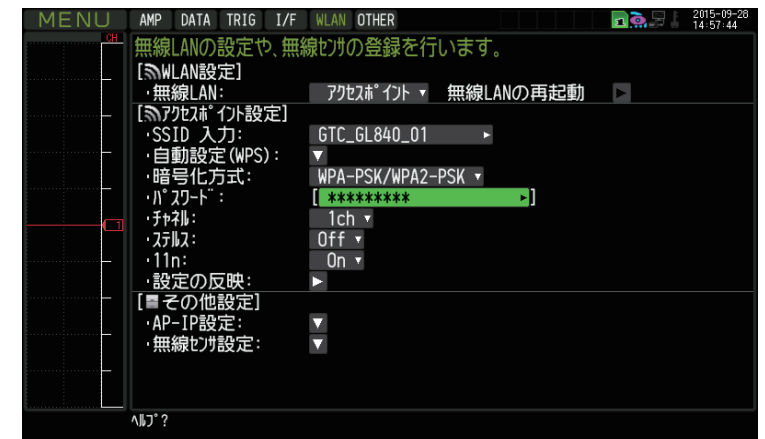 MENU AMP DATA TRIG I/F WLAN OTHER 2015-09-28
14:57:44
CH
無線LANの設定や、無線ｾﾝｻの登録を行います。
[WLAN設定]
・無線LAN: ｱｸｾｽﾎﾟｲﾝﾄ ▼ 無線LANの再起動 ▶
[ｱｸｾｽﾎﾟｲﾝﾄ設定]
・SSID 入力: GTC_GL840_01 ▶
・自動設定(WPS): ▼
・暗号化方式: WPA-PSK/WPA2-PSK ▼
・ﾊﾟｽﾜｰﾄﾞ: [ ********* ▶]
・ﾁｬﾈﾙ: 1ch ▼
1
・ｽﾃﾙｽ: Off ▼
・11n: On ▼
・設定の反映: ▶
[その他設定]
・AP-IP設定: ▼
・無線ｾﾝｻ設定: ▼
ﾍﾙﾌﾟ?